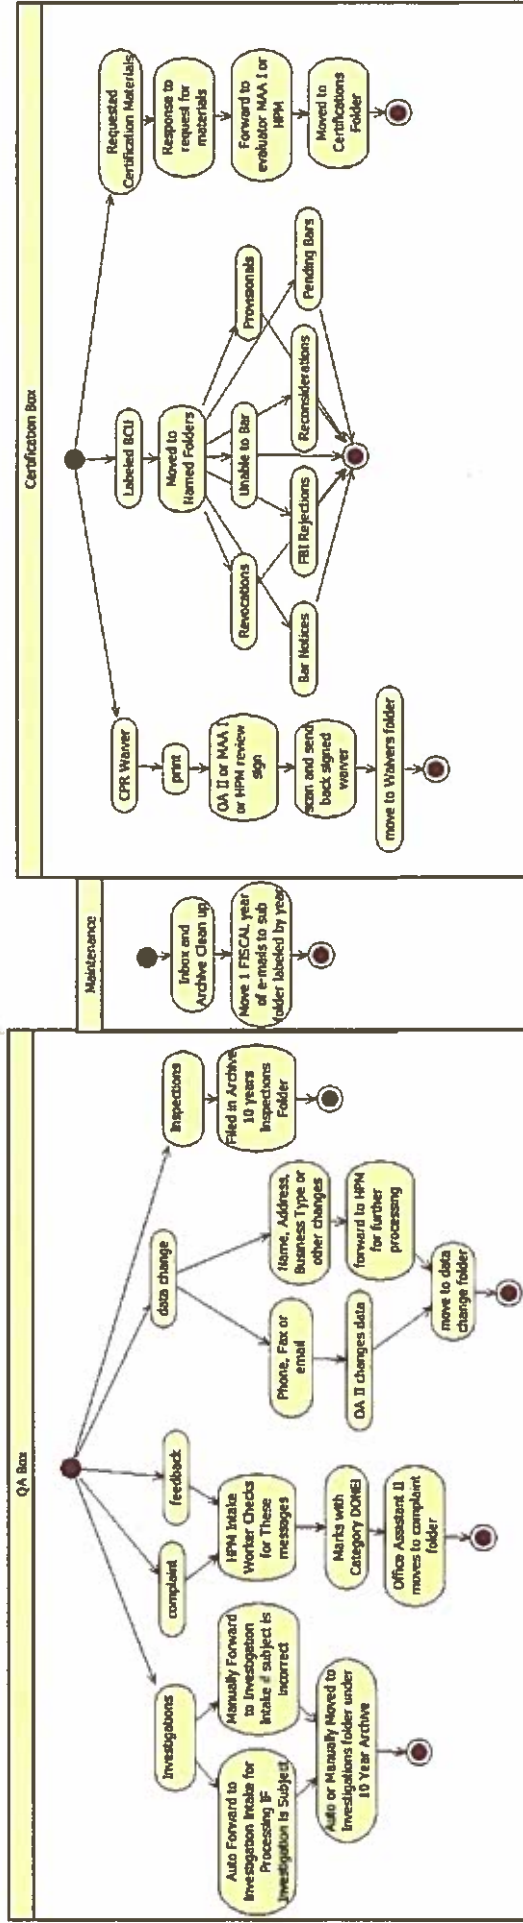 QA Box
Investigations
Auto Forward to
Investigation Intake for
Processing IF
Investigation Is Subject
Manually Forward
to Investigation
Intake if subject is
Incorrect
Auto or Manually Moved to
Investigations folder under
10 Year Archive
complaint
feedback
HPM Intake
Worker Checks
for These
messages
Marks with
Category DONE!
Office Assistant II
moves to complaint
folder
data change
Phone, Fax or
email
OA II changes data
Name, Address,
Business Type or
other changes
forward to HPM
for further
processing
move to data
change folder
Inspections
Filed in Archive
10 years
Inspections
Folder
Maintenance
Inbox and
Archive Clean up
Move 1 FISCAL year
of e-mails to sub
folder labeled by year
Certification Box
CPR Waiver
print
OA II or MAA I
or HPM review
sign
scan and send
back signed
waiver
move to Waivers folder
Labeled BCU
Moved to
Named Folders
Revocations
Unable to Bar
Provisionals
Bar Notices
FBI Rejections
Reconsiderations
Pending Bars
Requested
Certification Materials
Response to
request for
materials
Forward to
evaluator MAA I or
HPM
Moved to
Certifications
Folder